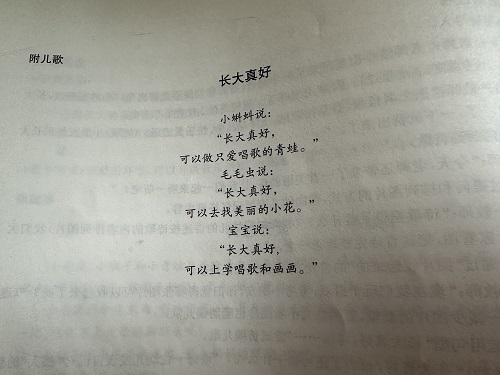 附儿歌
长大真好
小蝌蚪说：
“长大真好，
可以做只爱唱歌的青蛙。”
毛毛虫说：
“长大真好，
可以去找美丽的小花。”
宝宝说：
“长大真好，
可以上学唱歌和画画。”